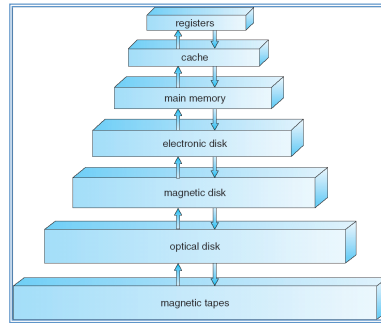 registers
cache
main memory
electronic disk
magnetic disk
optical disk
magnetic tapes